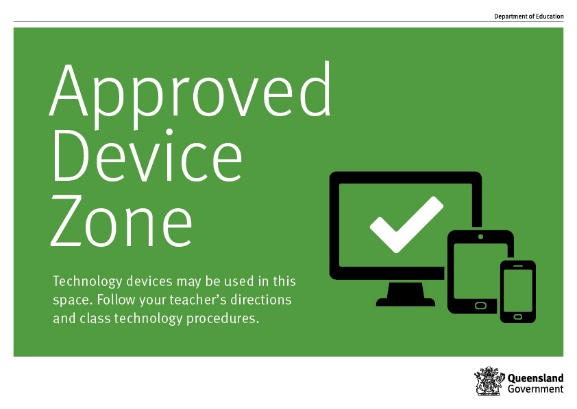 Department of Education
Approved
Device
Zone
Technology devices may be used in this
space. Follow your teacher's directions
and class technology procedures.
Queensland
Government